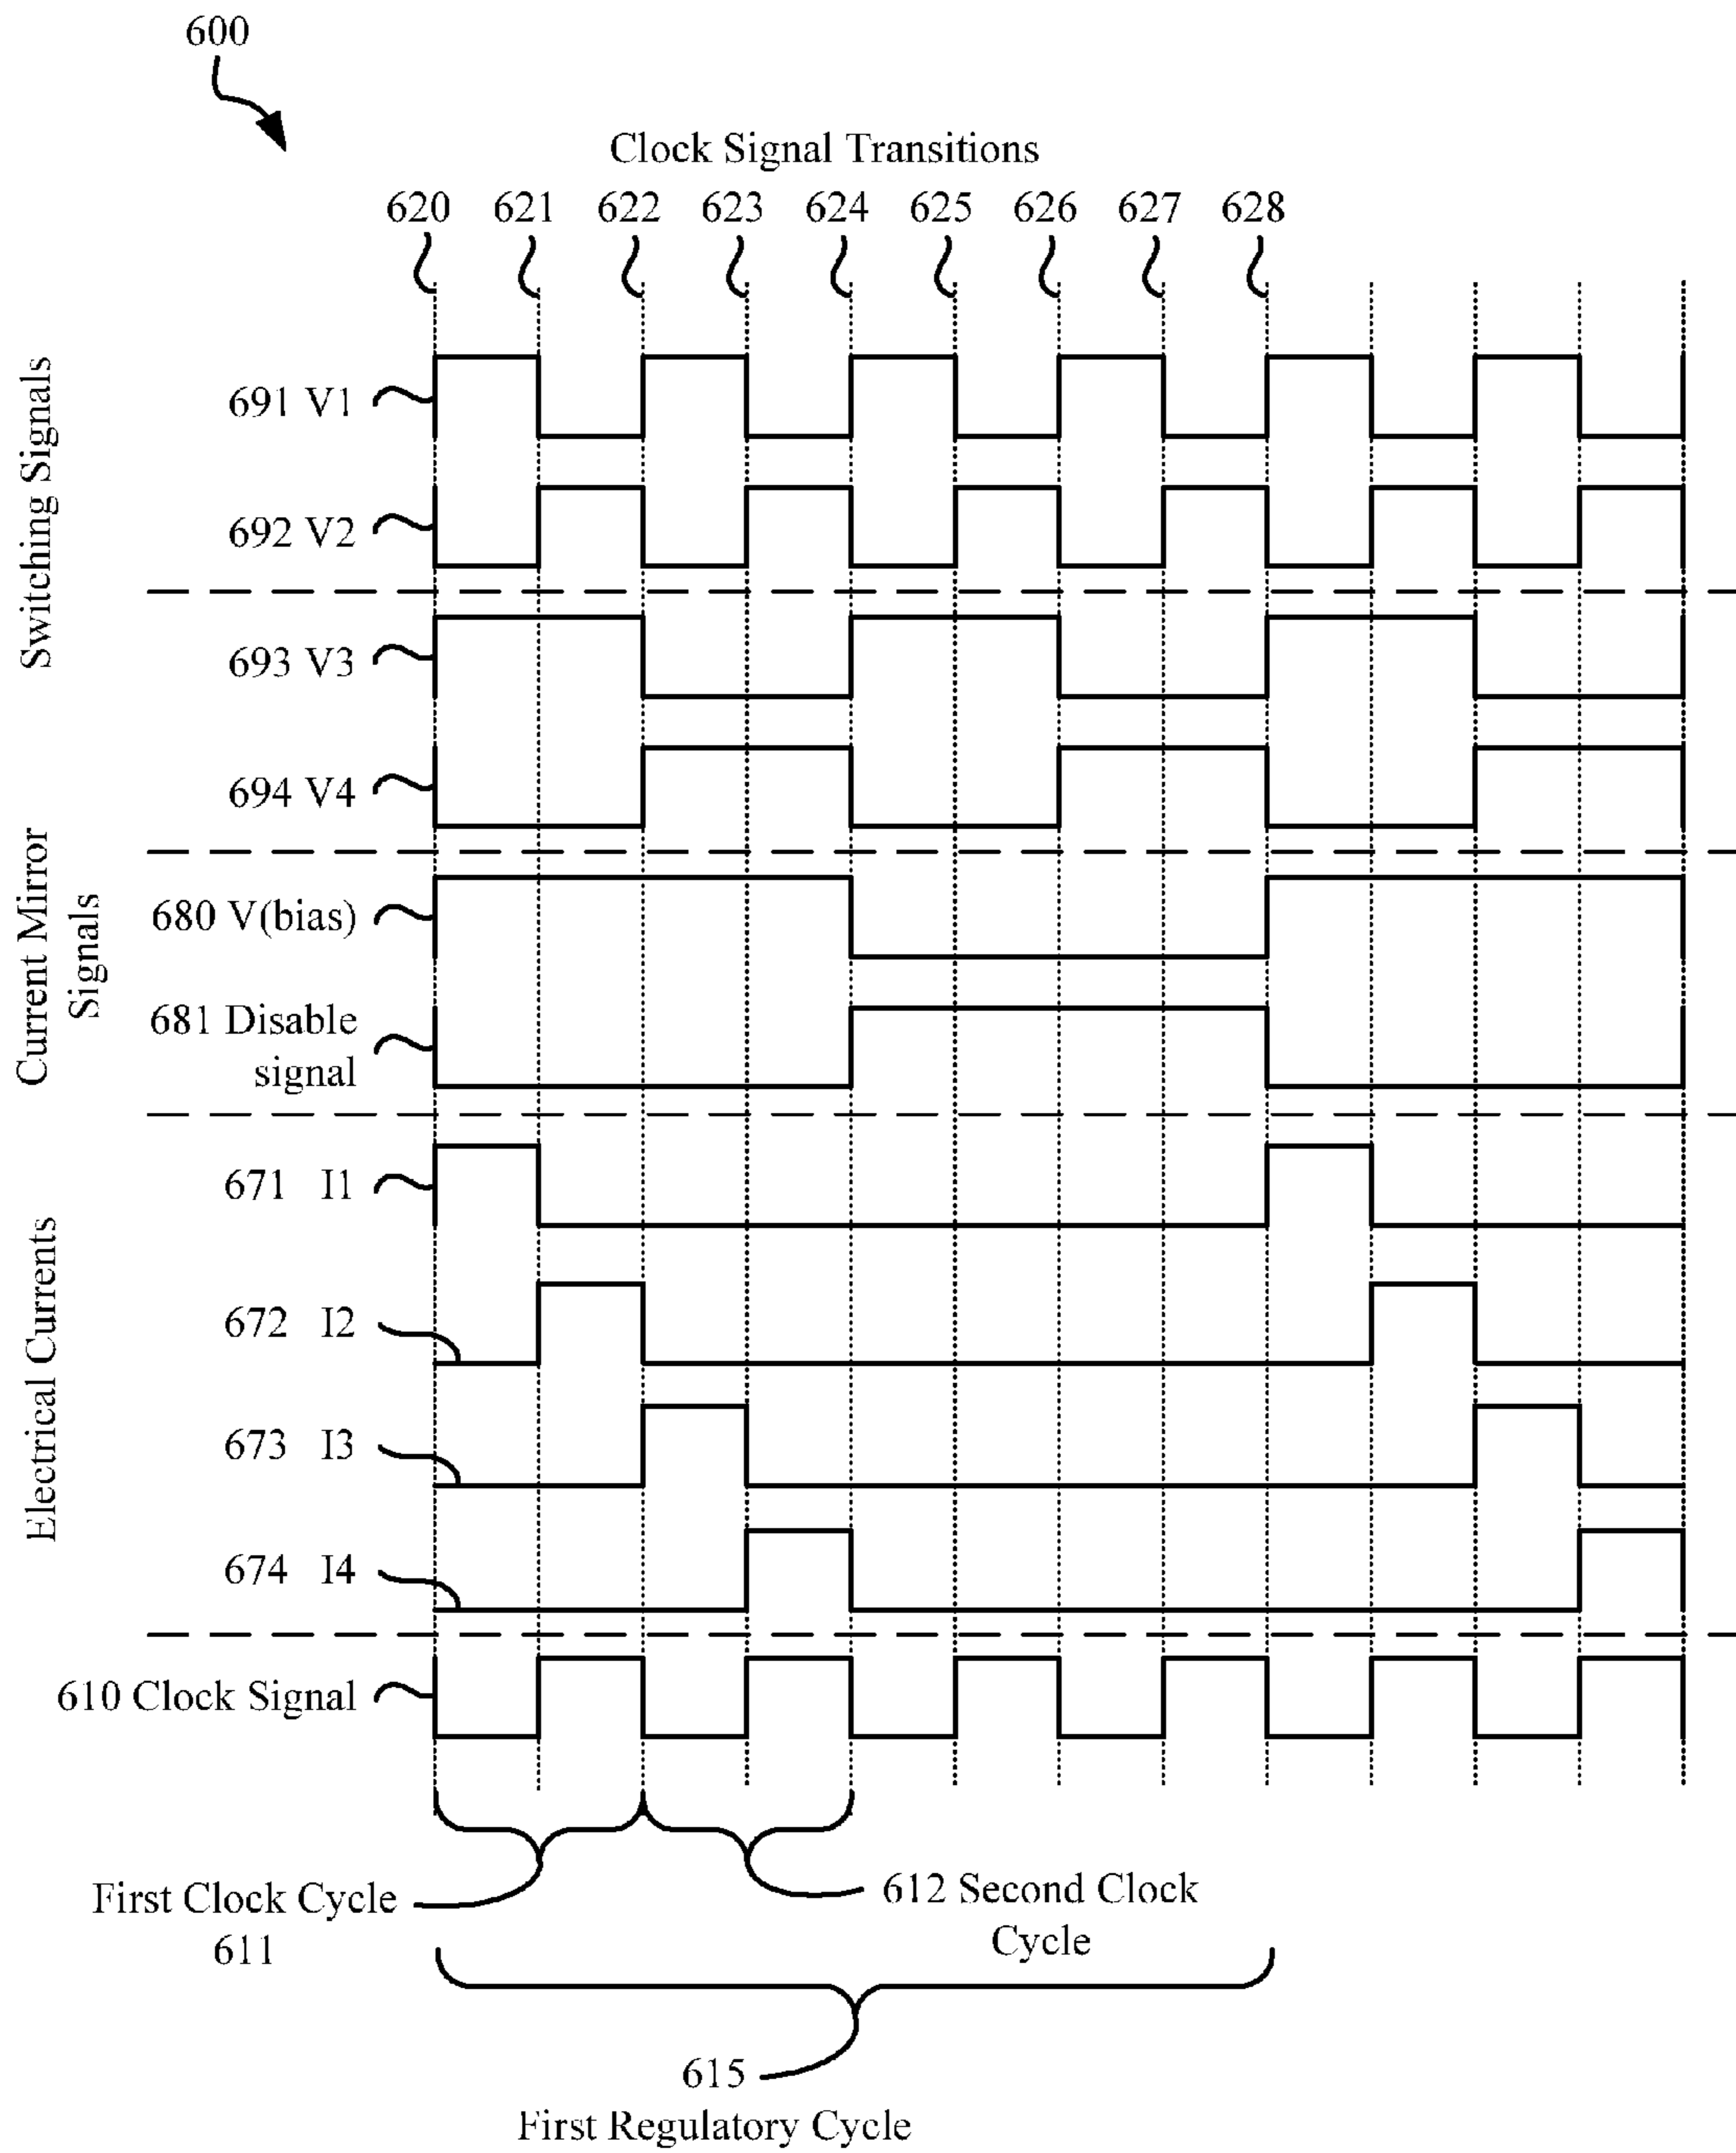 600
Clock Signal Transitions
620 621 622 623 624 625 626 627 628
Switching Signals
691 V1
692 V2
693 V3
694 V4
Current Mirror
Signals
680 V(bias)
681 Disable
signal
Electrical Currents
671 I1
672 I2
673 I3
674 I4
610 Clock Signal
First Clock Cycle
611
612 Second Clock
Cycle
615
First Regulatory Cycle